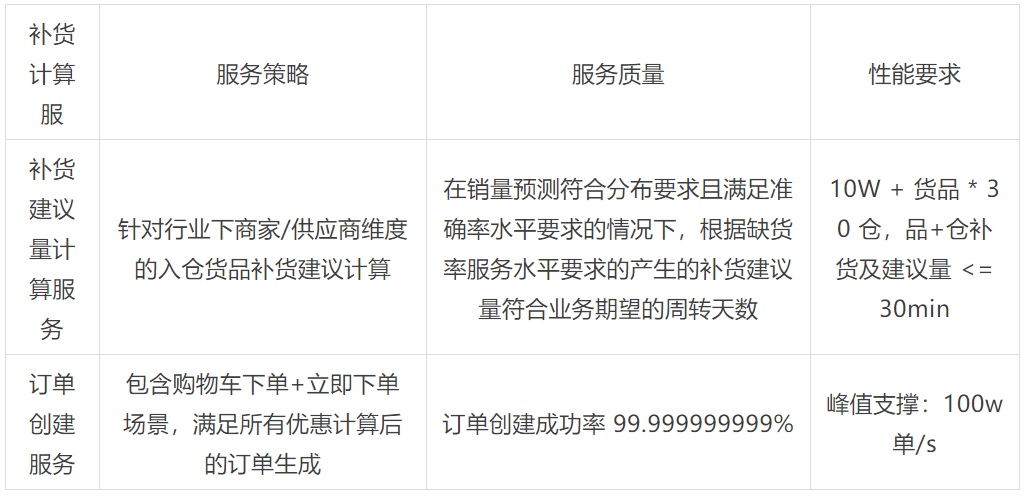 补货
计算
服
服务策略
服务质量
性能要求
补货
建议
量计
算服
务
针对行业下商家/供应商维度
的入仓货品补货建议计算
在销量预测符合分布要求且满足准
确率水平要求的情况下，根据缺货
率服务水平要求的产生的补货建议
量符合业务期望的周转天数
10W + 货品 * 3
0 仓，品+仓补
货及建议量 <=
30min
订单
创建
服务
包含购物车下单+立即下单
场景，满足所有优惠计算后
的订单生成
订单创建成功率 99.999999999%
峰值支撑：100w
单/s